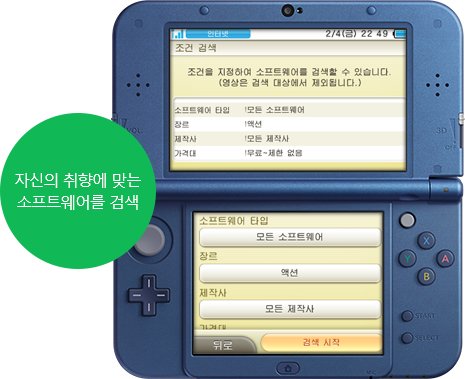 인터넷
2/4(금) 22 49
조건 검색
조건을 지정하여 소프트웨어를 검색할 수 있습니다.
(영상은 검색 대상에서 제외됩니다.)
소프트웨어 타입 !모든 소프트웨어
장르 !액션
제작사 !모든 제작사
가격대 !무료~제한 없음
VOL
3D
OFF
자신의 취향에 맞는
소프트웨어를 검색
소프트웨어 타입
모든 소프트웨어
장르
액션
제작사
모든 제작사
가격대
뒤로
검색 시작
X
Y
A
B
START
SELECT